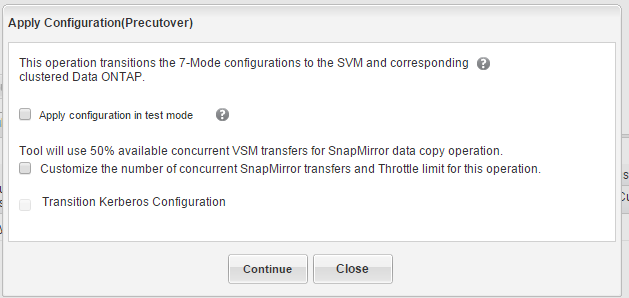 Apply Configuration(Precutover)
This operation transitions the 7-Mode configurations to the SVM and corresponding
clustered Data ONTAP.
Apply configuration in test mode
Tool will use 50% available concurrent VSM transfers for SnapMirror data copy operation.
Customize the number of concurrent SnapMirror transfers and Throttle limit for this operation.
Transition Kerberos Configuration
Continue
Close